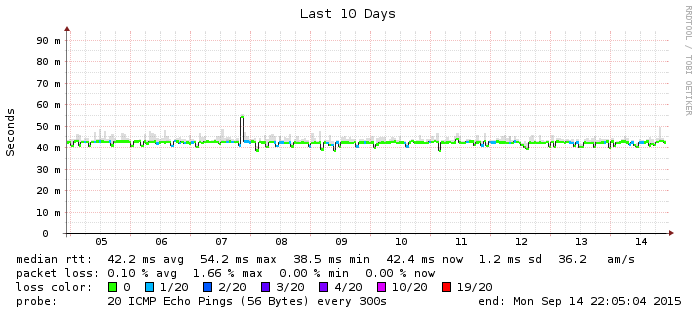 Last 10 Days
RRDTOOL / TOBI OETIKER
Seconds
90 m
80 m
70 m
60 m
50 m
40 m
30 m
20 m
10 m
0
05 06 07 08 09 10 11 12 13 14
median rtt: 42.2 ms avg 54.2 ms max 38.5 ms min 42.4 ms now 1.2 ms sd 36.2 am/s
packet loss: 0.10 % avg 1.66 % max 0.00 % min 0.00 % now
loss color: 0 1/20 2/20 3/20 4/20 10/20 19/20
probe: 20 ICMP Echo Pings (56 Bytes) every 300s end: Mon Sep 14 22:05:04 2015